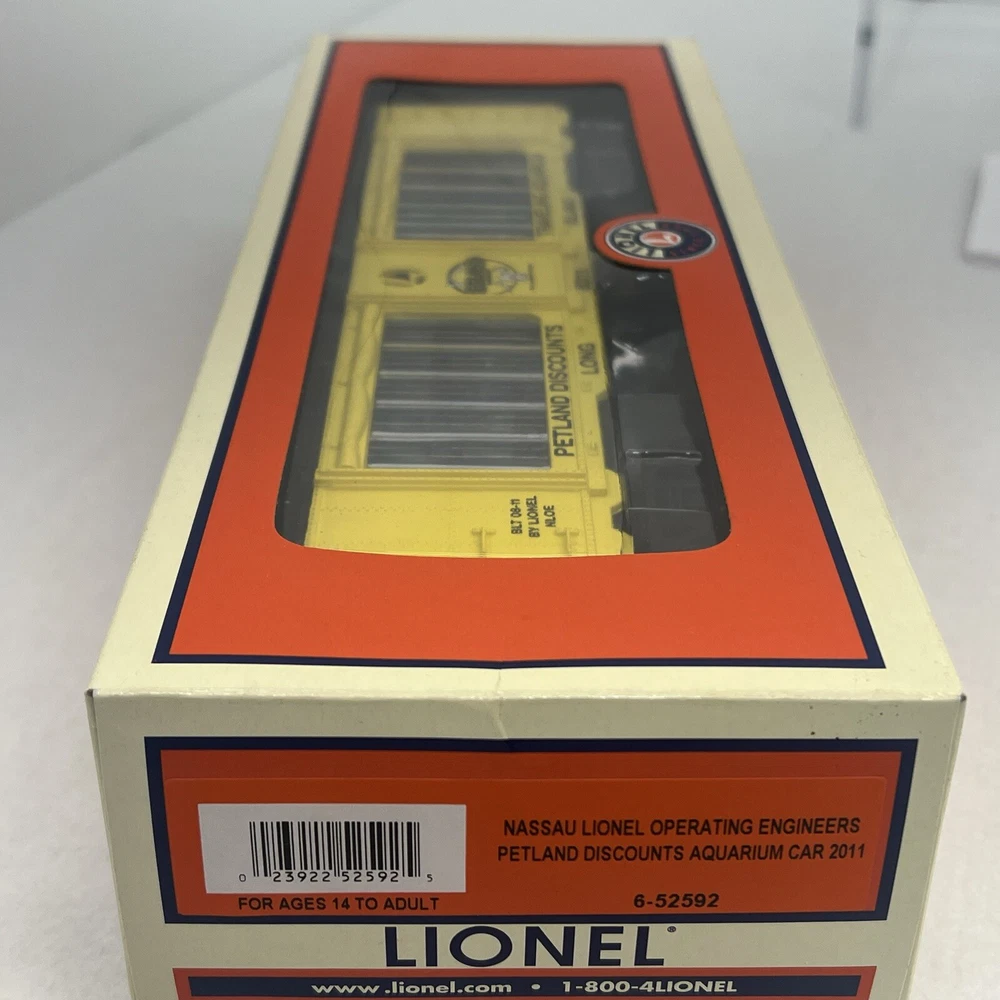 LIONEL
PETLAND DISCOUNTS
LONG
BLT 08-11
BY LIONEL
NLOE
0 23922 52592 5
FOR AGES 14 TO ADULT
NASSAU LIONEL OPERATING ENGINEERS
PETLAND DISCOUNTS AQUARIUM CAR 2011
6-52592
LIONEL
www.lionel.com • 1-800-4LIONEL